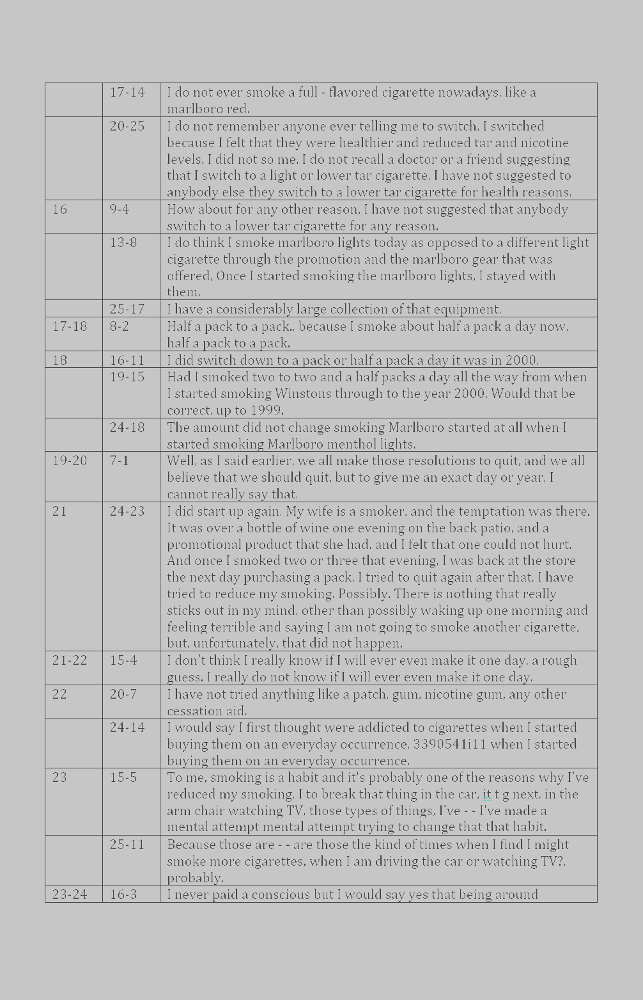 17-14 I do not ever smoke a full - flavored cigarette nowadays, like a
marlboro red.
20-25 I do not remember anyone ever telling me to switch. I switched
because I felt that they were healthier and reduced tar and nicotine
levels. I did not so me. I do not recall a doctor or a friend suggesting
that I switch to a light or lower tar cigarette. I have not suggested to
anybody else they switch to a lower tar cigarette for health reasons.
16 9-4 How about for any other reason, I have not suggested that anybody
switch to a lower tar cigarette for any reason.
13-8 I do think I smoke marlboro lights today as opposed to a different light
cigarette through the promotion and the marlboro gear that was
offered, Once I started smoking the marlboro lights, I stayed with
them.
25-17 I have a considerably large collection of that equipment.
17-18 8-2 Half a pack to a pack., because I smoke about half a pack a day now,
half a pack to a pack.
18 16-11 I did switch down to a pack or half a pack a day it was in 2000.
19-15 Had I smoked two to two and a half packs a day all the way from when
I started smoking Winstons through to the year 2000, Would that be
correct, up to 1999.
24-18 The amount did not change smoking Marlboro started at all when I
started smoking Marlboro menthol lights.
19-20 7-1 Well, as I said earlier, we all make those resolutions to quit, and we all
believe that we should quit, but to give me an exact day or year, I
cannot really say that.
21 24-23 I did start up again. My wife is a smoker, and the temptation was there.
It was over a bottle of wine one evening on the back patio, and a
promotional product that she had, and I felt that one could not hurt.
And once I smoked two or three that evening, I was back at the store
the next day purchasing a pack. I tried to quit again after that. I have
tried to reduce my smoking. Possibly. There is nothing that really
sticks out in my mind, other than possibly waking up one morning and
feeling terrible and saying I am not going to smoke another cigarette,
but, unfortunately, that did not happen.
21-22 15-4 I don't think I really know if I will ever even make it one day, a rough
guess. I really do not know if I will ever even make it one day.
22 20-7 I have not tried anything like a patch, gum, nicotine gum, any other
cessation aid.
24-14 I would say I first thought were addicted to cigarettes when I started
buying them on an everyday occurrence. 3390541i11 when I started
buying them on an everyday occurrence.
23 15-5 To me, smoking is a habit and it's probably one of the reasons why I've
reduced my smoking. I to break that thing in the car, it t g next. in the
arm chair watching TV, those types of things, I've - - I've made a
mental attempt mental attempt trying to change that that habit.
25-11 Because those are - - are those the kind of times when I find I might
smoke more cigarettes, when I am driving the car or watching TV?,
probably.
23-24 16-3 I never paid a conscious but I would say yes that being around